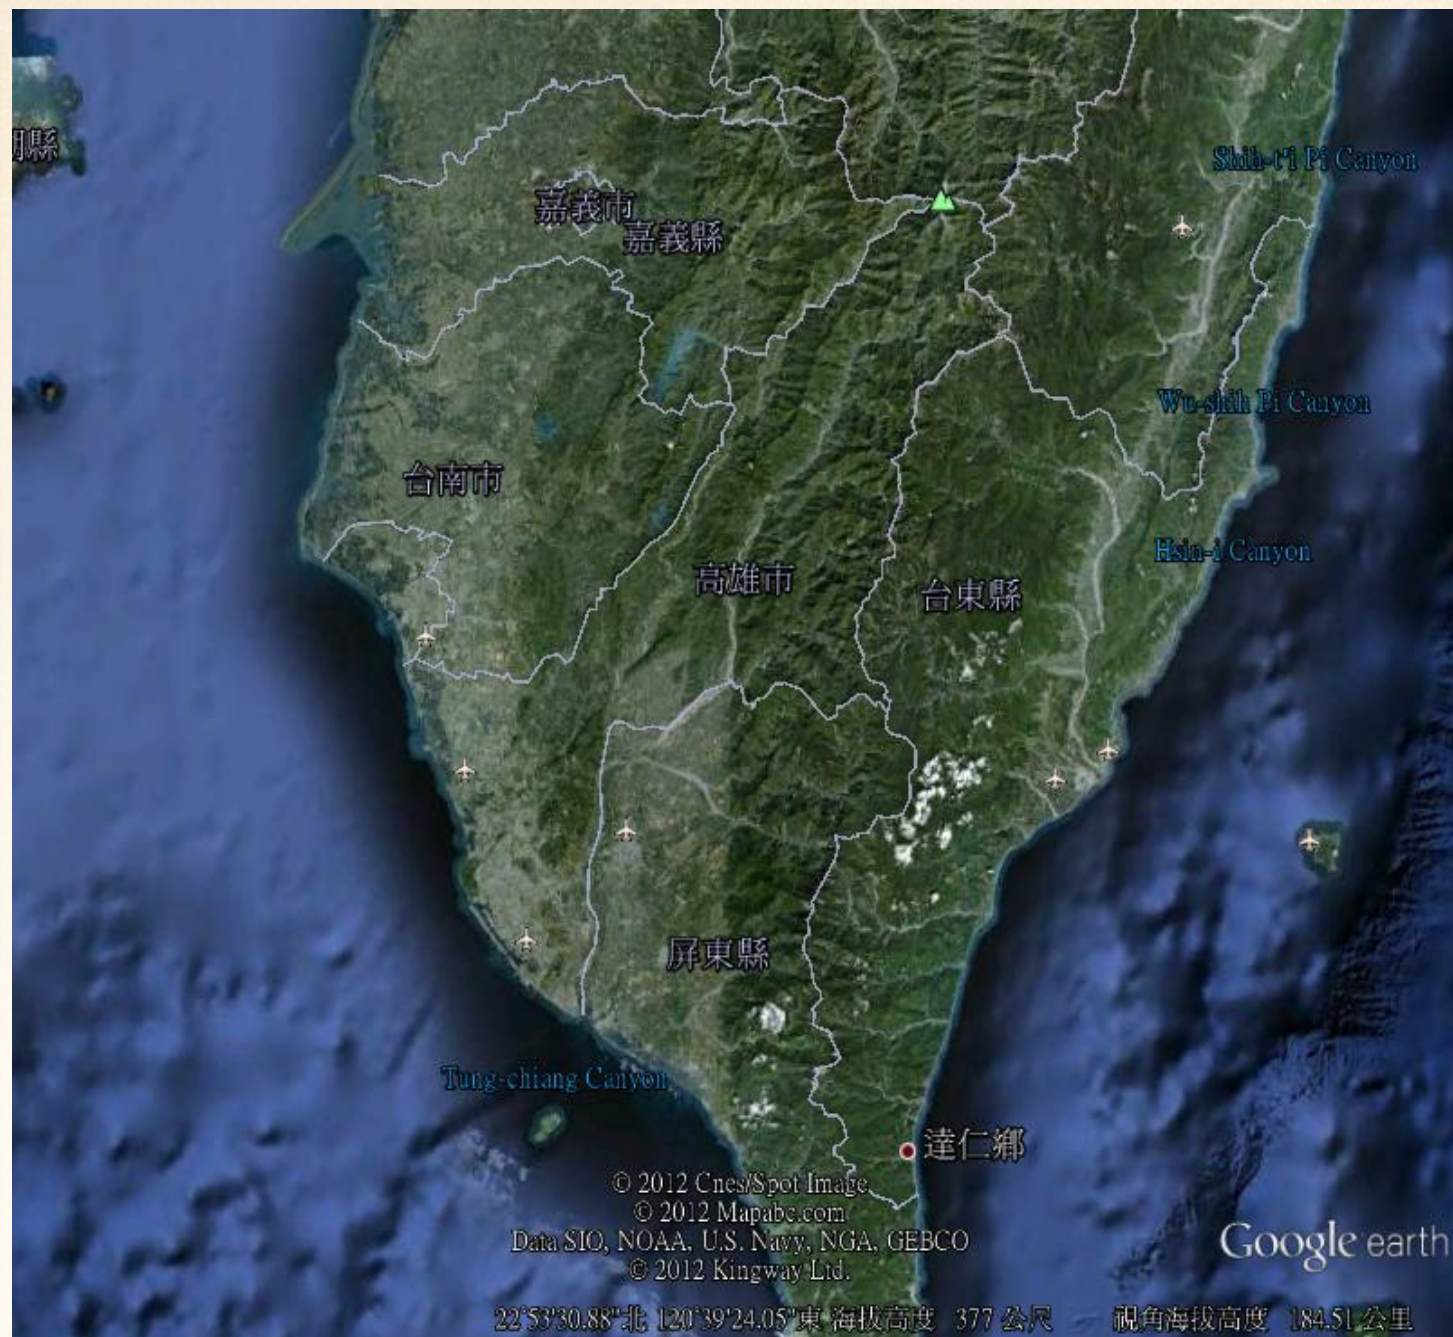 Shih-t'i Pi Canyon
湖縣
嘉義市
嘉義縣
Wu-shih Pi Canyon
台南市
Hsin-i Canyon
高雄市
台東縣
屏東縣
Tung-chiang Canyon
達仁鄉
© 2012 Cnes/Spot Image
© 2012 Mapabc.com
Data SIO, NOAA, U.S. Navy, NGA, GEBCO
© 2012 Kingway Ltd.
Google earth
22°53'30.88"北 120°39'24.05"東 海拔高度 377 公尺 視角海拔高度 184.51 公里